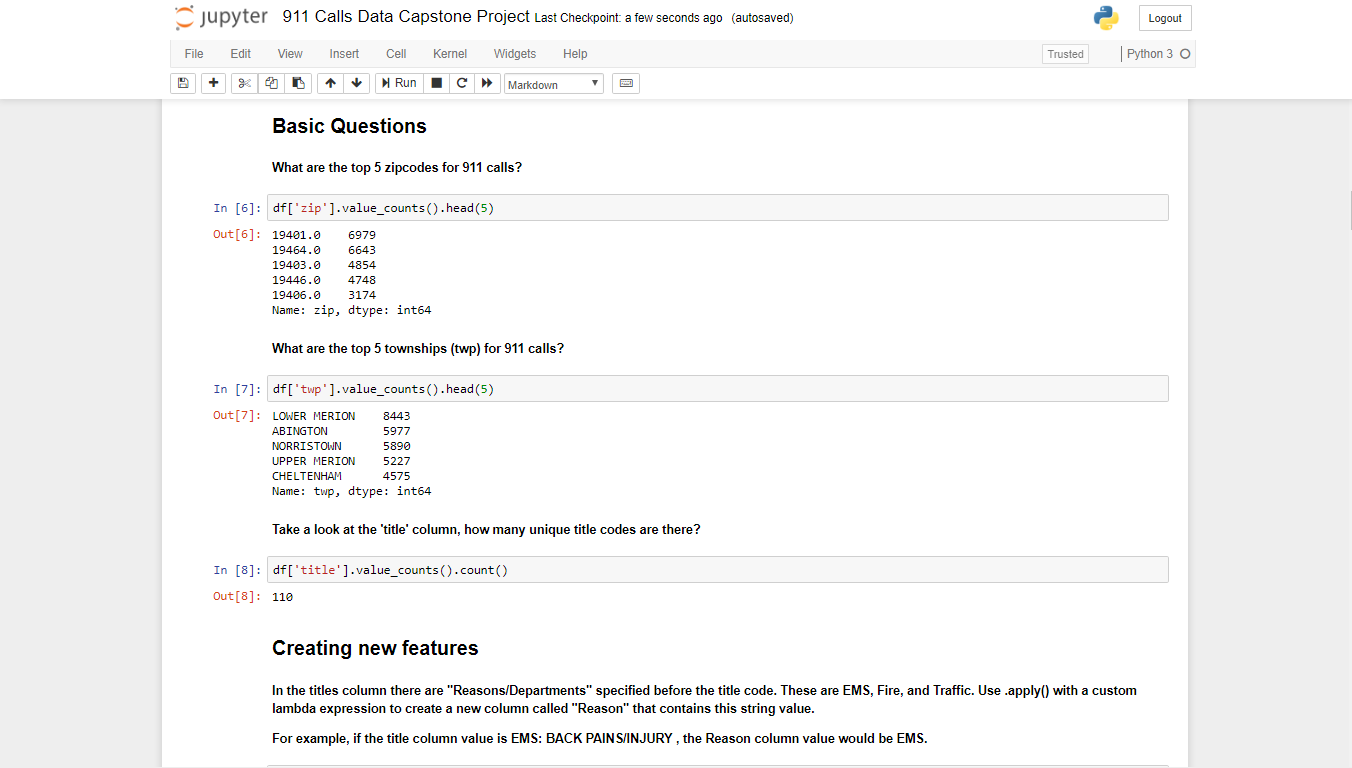 jupyter 911 Calls Data Capstone Project Last Checkpoint: a few seconds ago (autosaved) Logout
File Edit View Insert Cell Kernel Widgets Help Trusted Python 3
Run Markdown
Basic Questions
What are the top 5 zipcodes for 911 calls?
In [6]: df['zip'].value_counts().head(5)
Out[6]: 19401.0 6979
19464.0 6643
19403.0 4854
19446.0 4748
19406.0 3174
Name: zip, dtype: int64
What are the top 5 townships (twp) for 911 calls?
In [7]: df['twp'].value_counts().head(5)
Out[7]: LOWER MERION 8443
ABINGTON 5977
NORRISTOWN 5890
UPPER MERION 5227
CHELTENHAM 4575
Name: twp, dtype: int64
Take a look at the 'title' column, how many unique title codes are there?
In [8]: df['title'].value_counts().count()
Out[8]: 110
Creating new features
In the titles column there are "Reasons/Departments" specified before the title code. These are EMS, Fire, and Traffic. Use .apply() with a custom
lambda expression to create a new column called "Reason" that contains this string value.
For example, if the title column value is EMS: BACK PAINS/INJURY , the Reason column value would be EMS.